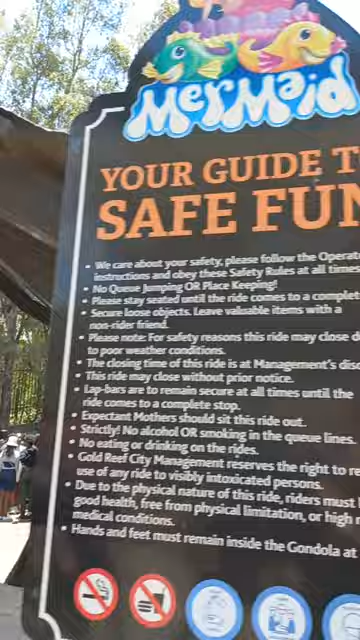 Mermaid
YOUR GUIDE T
SAFE FUN
• We care about your safety, please follow the Operat
instructions and obey these Safety Rules at all time
• No Queue Jumping OR Place Keeping!
• Please stay seated until the ride comes to a complet
• Secure loose objects. Leave valuable items with a
non-rider friend.
• Please note: For safety reasons this ride may close d
to poor weather conditions.
• The closing time of this ride is at Management's disc
• This ride may close without prior notice.
• Lap-bars are to remain secure at all times until the
ride comes to a complete stop.
• Expectant Mothers should sit this ride out.
• Strictly! No alcohol OR smoking in the queue lines.
• No eating or drinking on the rides.
• Gold Reef City Management reserves the right to re
use of any ride to visibly intoxicated persons.
• Due to the physical nature of this ride, riders must
good health, free from physical limitation, or high
medical conditions.
• Hands and feet must remain inside the Gondola at